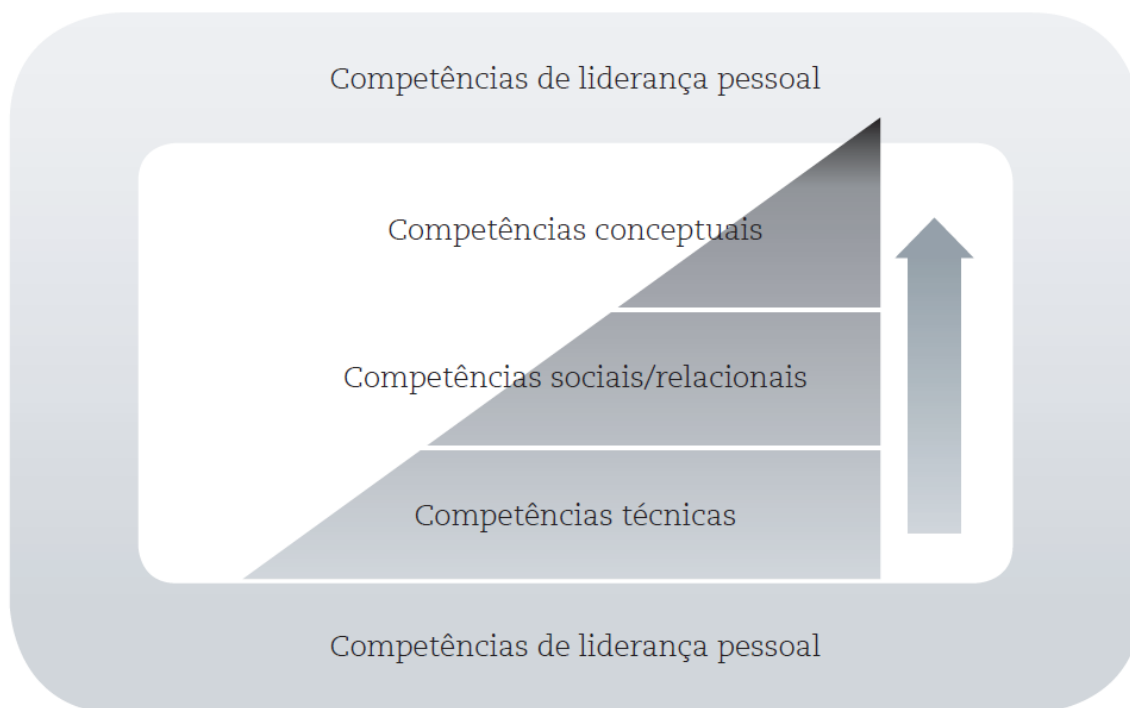 Competências de liderança pessoal
Competências conceptuais
Competências sociais/relacionais
Competências técnicas
Competências de liderança pessoal